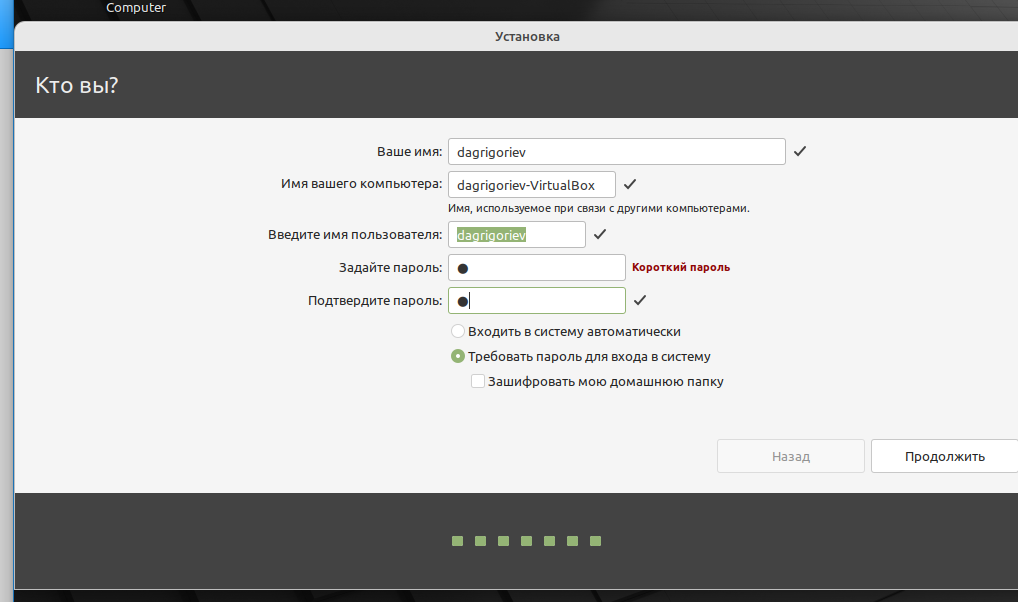 Computer
Установка
Кто вы?
Ваше имя: dagrigoriev
Имя вашего компьютера: dagrigoriev-VirtualBox
Имя, используемое при связи с другими компьютерами.
Введите имя пользователя: dagrigoriev
Задайте пароль: ● Короткий пароль
Подтвердите пароль: ●
Входить в систему автоматически
Требовать пароль для входа в систему
Зашифровать мою домашнюю папку
Назад Продолжить